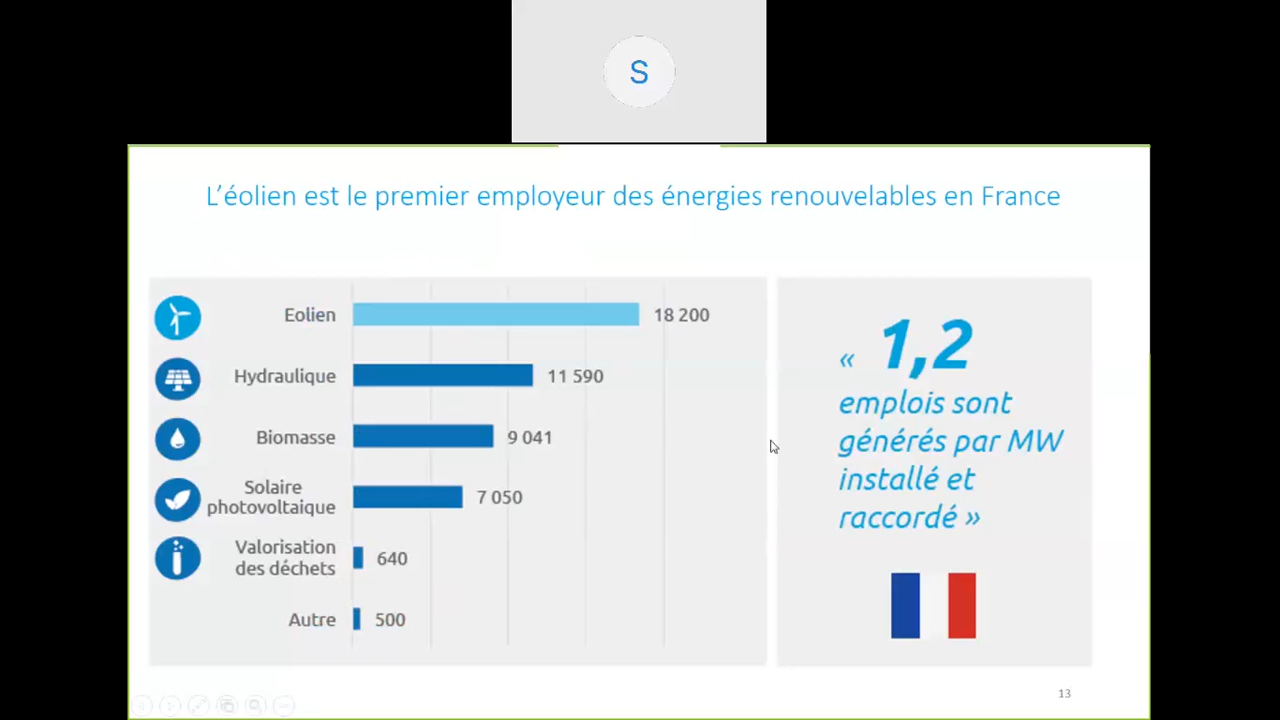 S
L’éolien est le premier employeur des énergies renouvelables en France
Eolien
18 200
Hydraulique
11 590
Biomasse
9 041
Solaire
photovoltaique
7 050
Valorisation
des déchets
640
Autre
500
« 1,2
emplois sont
générés par MW
installé et
raccordé »
13